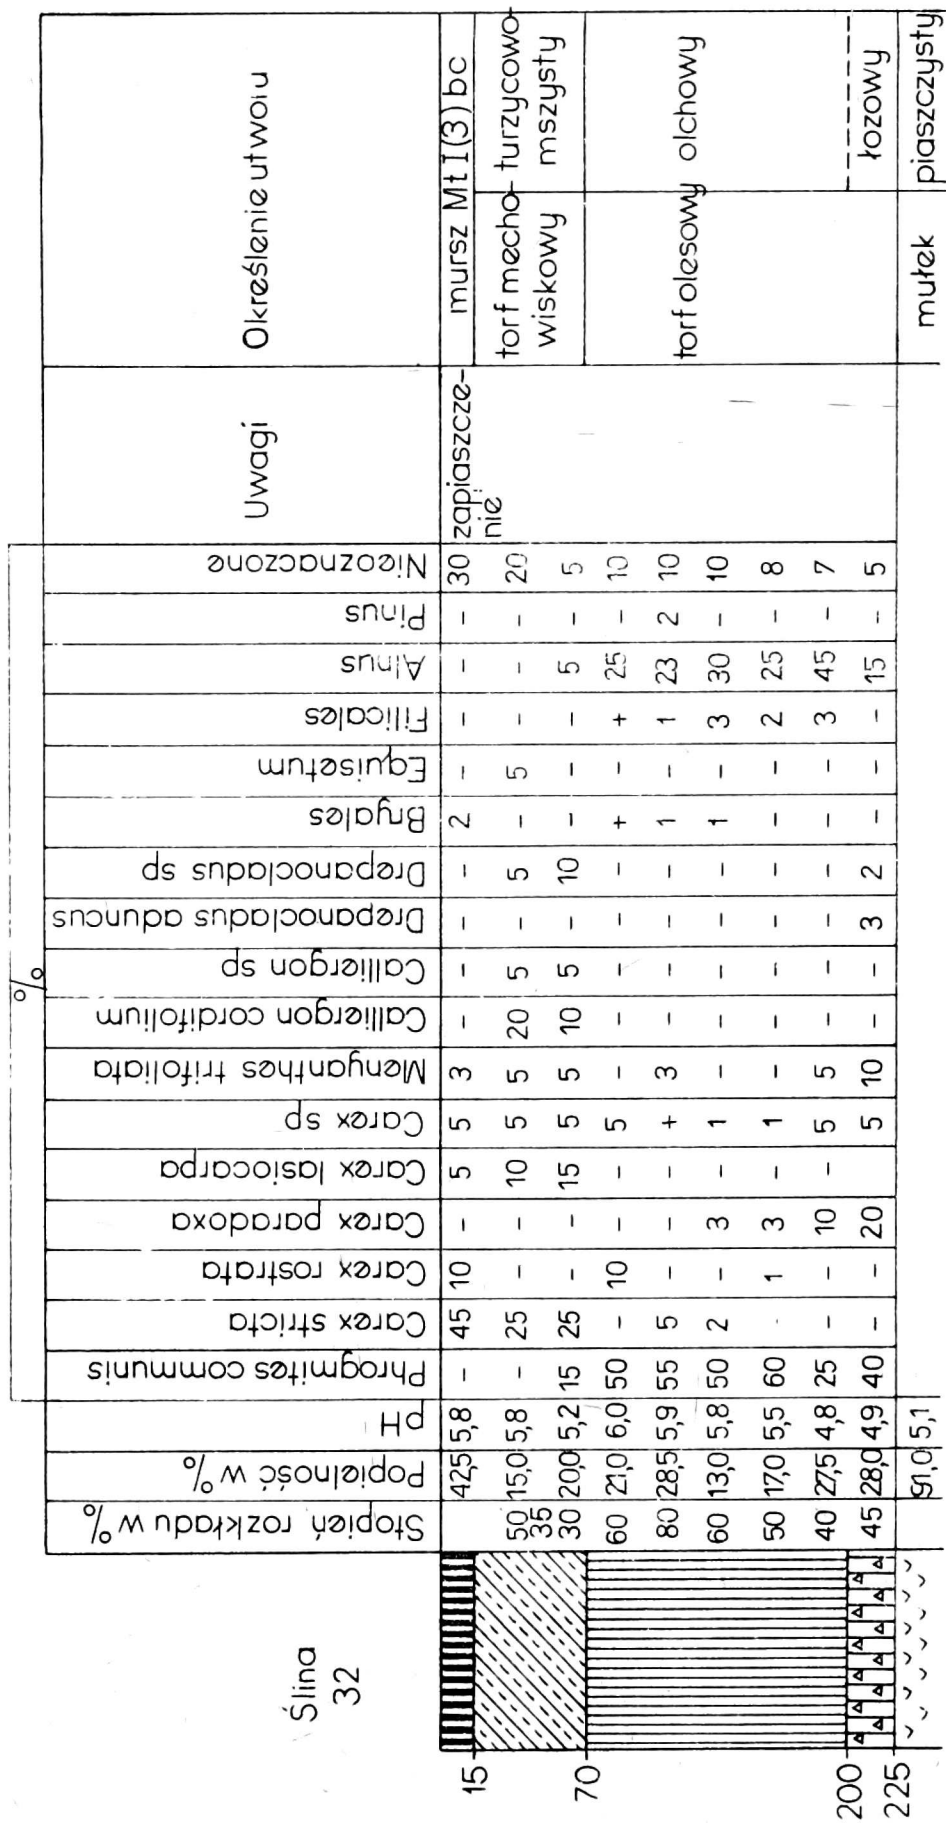 Ślina
32
%
Stopień rozkładu w %
Popielność w %
pH
Phragmites communis
Carex stricta
Carex rostrata
Carex paradoxa
Carex lasiocarpa
Carex sp
Menyanthes trifoliata
Calliergon cordifolium
Calliergon sp
Drepanocladus aduncus
Drepanocladus sp
Bryales
Equisetum
Filicales
Alnus
Pinus
Nieoznaczone
Uwagi
Określenie utworu
42,5 5,8 – 45 10 – 5 5 3 – – – – 2 – – – – 30 zapiaszcze-
nie
mursz Mt I(3)bc
15
50 15,0 5,8 – 25 – – 10 5 5 20 5 – 5 – 5 – – – 20
35
30 20,0 5,2 15 25 – – 15 5 5 10 5 – 10 – – – 5 – 5
torf mecho-
wiskowy
turzycowo
mszysty
70
60 21,0 6,0 50 – 10 – – 5 – – – – – + – + 25 – 10
80 28,5 5,9 55 5 – – – + 3 – – – – 1 – 1 23 2 10
60 13,0 5,8 50 2 – 3 – 1 – – – – – 1 – 3 30 – 10
50 17,0 5,5 60 - 1 3 – 1 – – – – – – – 2 25 – 8
40 27,5 4,8 25 – – 10 – 5 5 – – – – – – 3 45 – 7
torf olesowy olchowy
200
45 28,0 4,9 40 – – 20 5 10 – – 3 2 – – – 15 – 5
łozowy
225
91,0 5,1
mułek piaszczysty